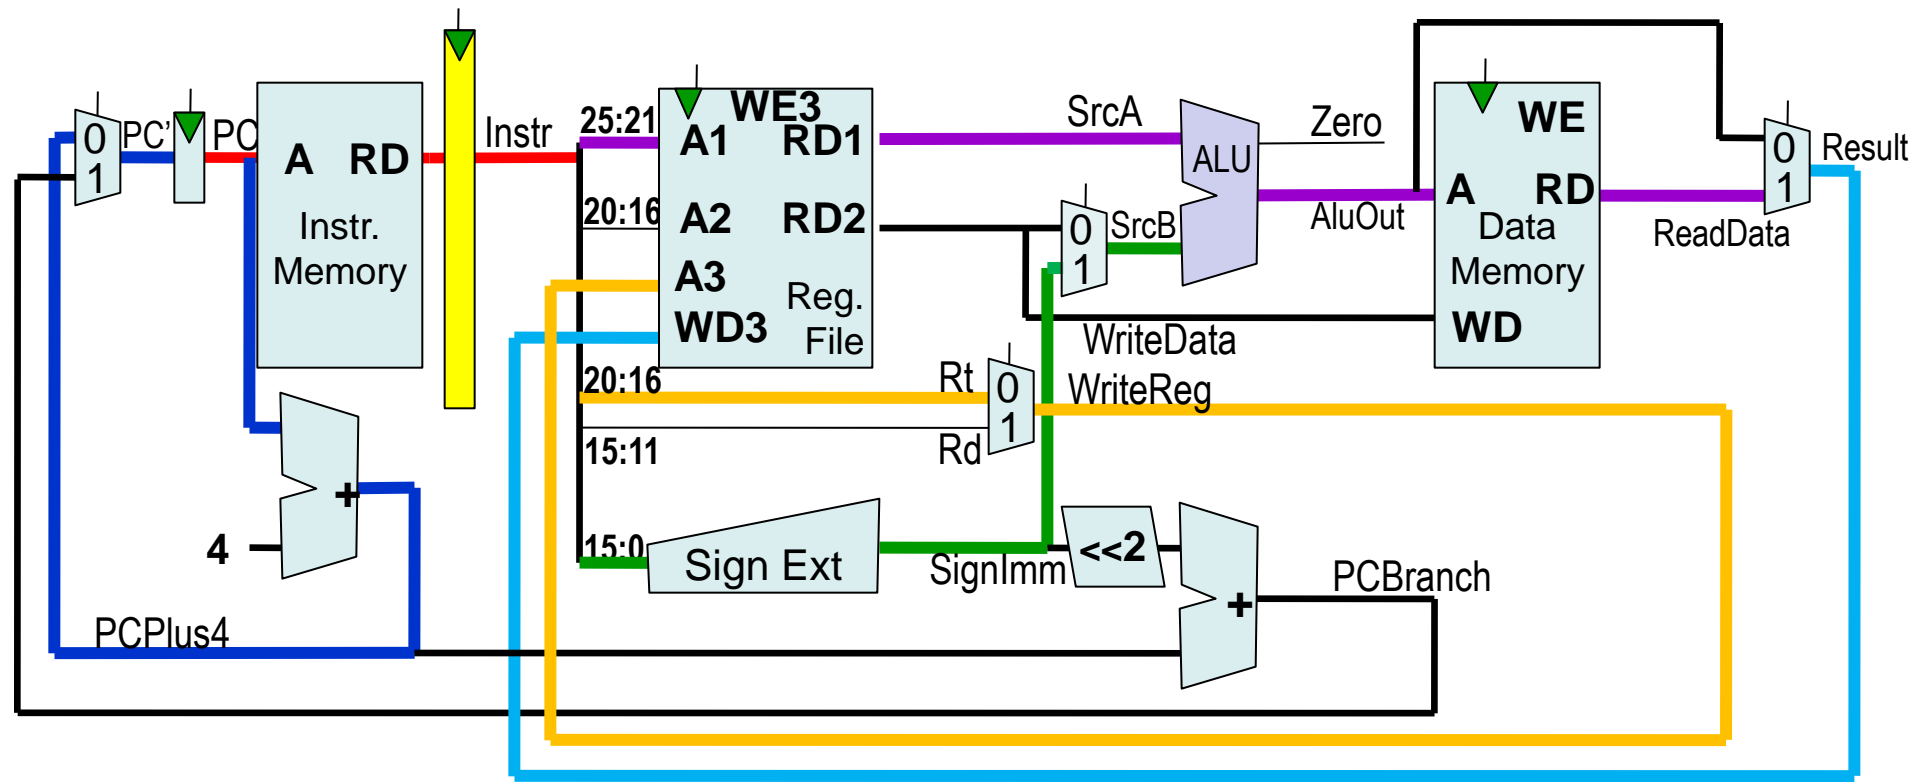 0
1
PC'
PC
A RD
Instr.
Memory
Instr
25:21
20:16
WE3
A1 RD1
A2 RD2
A3
WD3
Reg.
File
SrcA
0
1
SrcB
ALU
Zero
AluOut
WE
A RD
Data
Memory
WD
ReadData
0
1
Result
WriteData
WriteReg
20:16
Rt
0
1
15:11
Rd
+
4
15:0
Sign Ext
SignImm
<<2
+
PCBranch
PCPlus4